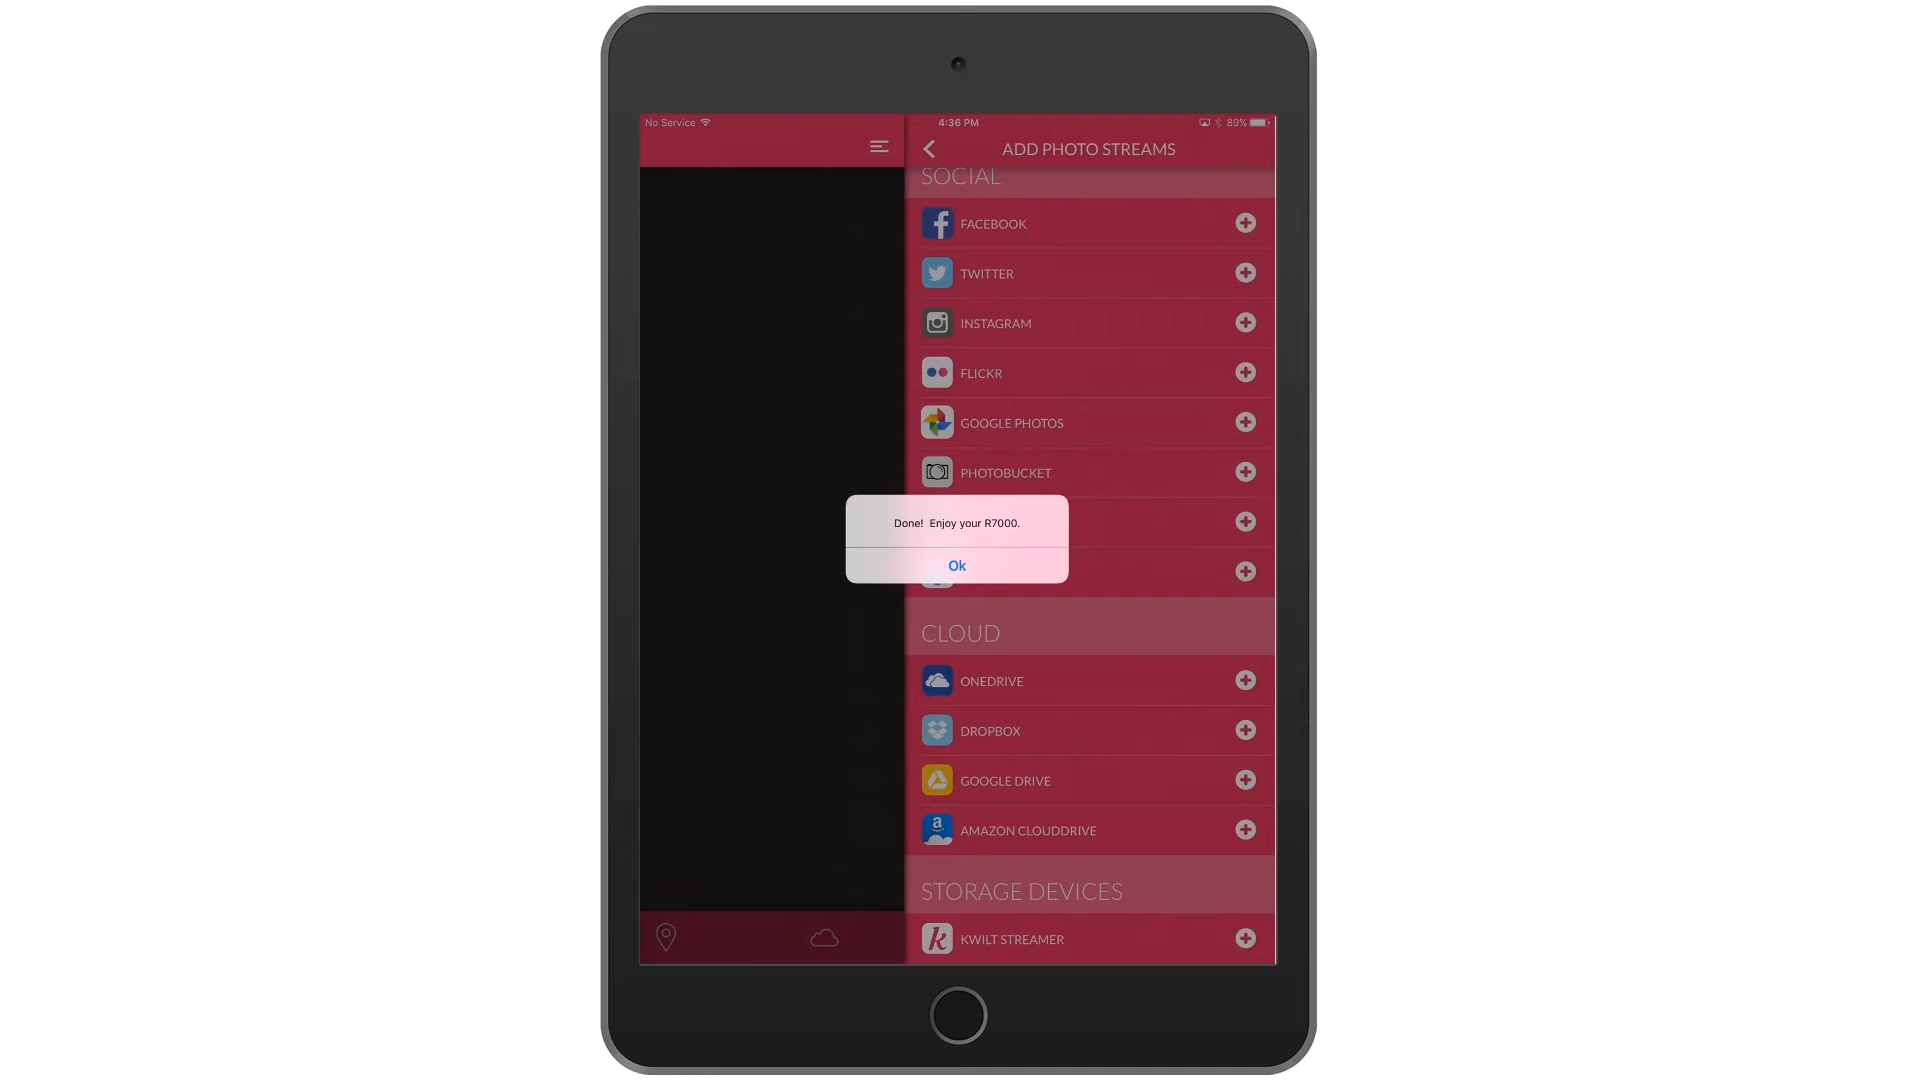 No Service
4:36 PM
89%
ADD PHOTO STREAMS
SOCIAL
FACEBOOK
TWITTER
INSTAGRAM
FLICKR
GOOGLE PHOTOS
PHOTOBUCKET
Done! Enjoy your R7000.
Ok
CLOUD
ONEDRIVE
DROPBOX
GOOGLE DRIVE
AMAZON CLOUDDRIVE
STORAGE DEVICES
KWILT STREAMER